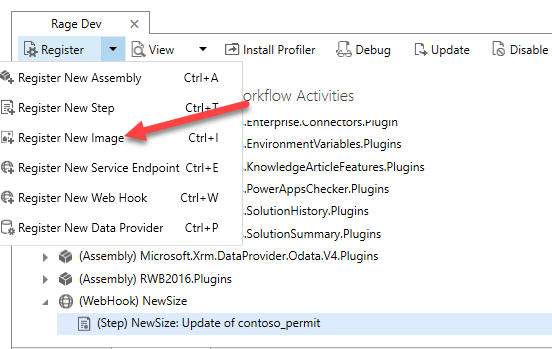 Rage Dev
Register View Install Profiler Debug Update Disable
Register New Assembly Ctrl+A
Register New Step Ctrl+T
Register New Image Ctrl+I
Register New Service Endpoint Ctrl+E
Register New Web Hook Ctrl+W
Register New Data Provider Ctrl+P
rkflow Activities
.Enterprise.Connectors.Plugins
.EnvironmentVariables.Plugins
.KnowledgeArticleFeatures.Plugins
.PowerAppsChecker.Plugins
.SolutionHistory.Plugins
.SolutionSummary.Plugins
(Assembly) Microsoft.Xrm.DataProvider.Odata.V4.Plugins
(Assembly) RWB2016.Plugins
(WebHook) NewSize
(Step) NewSize: Update of contoso_permit